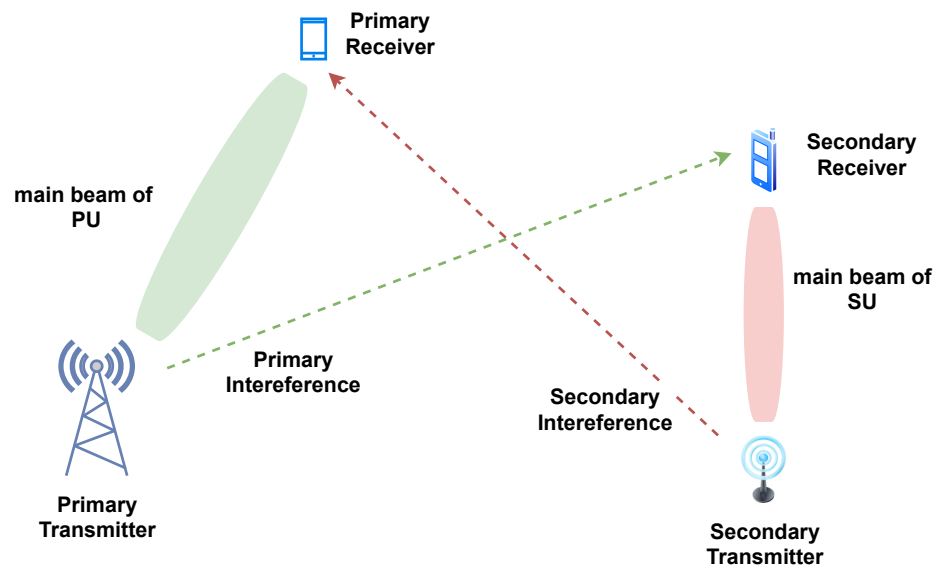 Primary
Receiver
Secondary
Receiver
main beam of
PU
main beam of
SU
Primary
Intereference
Secondary
Intereference
Primary
Transmitter
Secondary
Transmitter